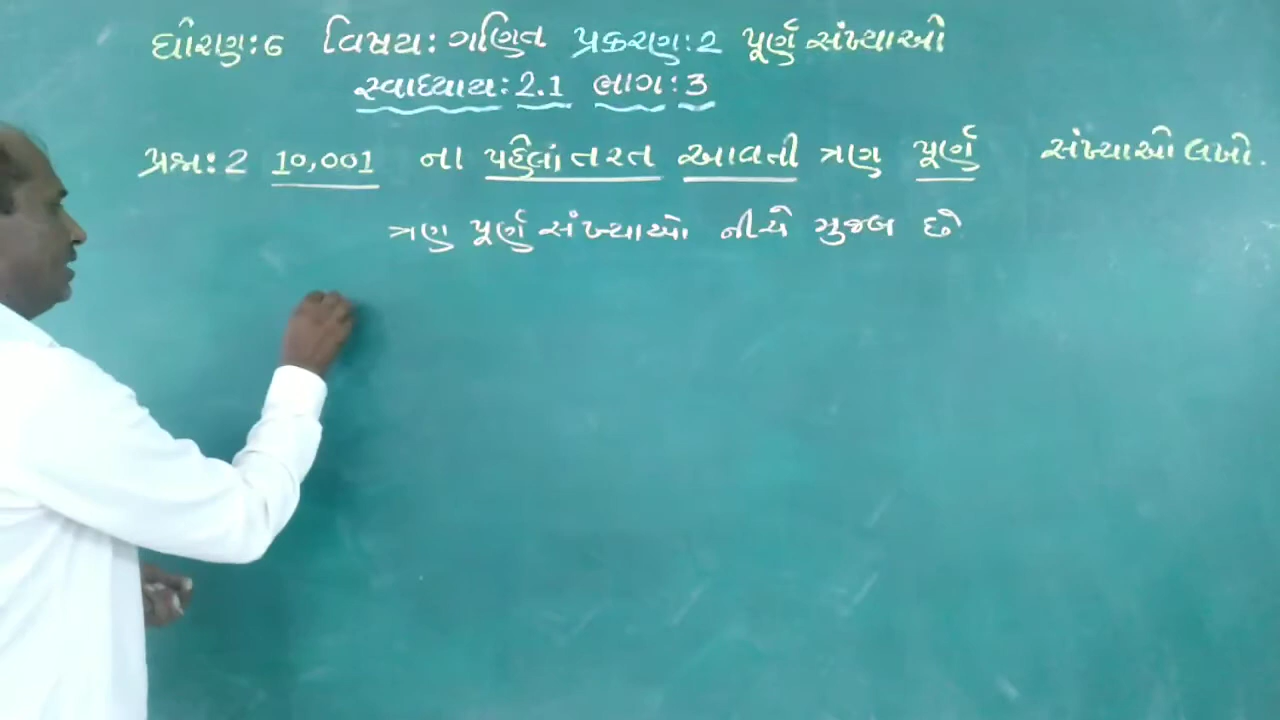 ધોરણ: ૬ વિષય: ગણિત પ્રકરણ: 2 પૂર્ણ સંખ્યાઓ
સ્વાધ્યાય: 2.1 ભાગ: 3
પ્રશ્ન: 2 10,001 ના પહેલાં તરત આવતી ત્રણ પૂર્ણ સંખ્યાઓ લખો.
ત્રણ પૂર્ણ સંખ્યાઓ નીચે મુજબ છે